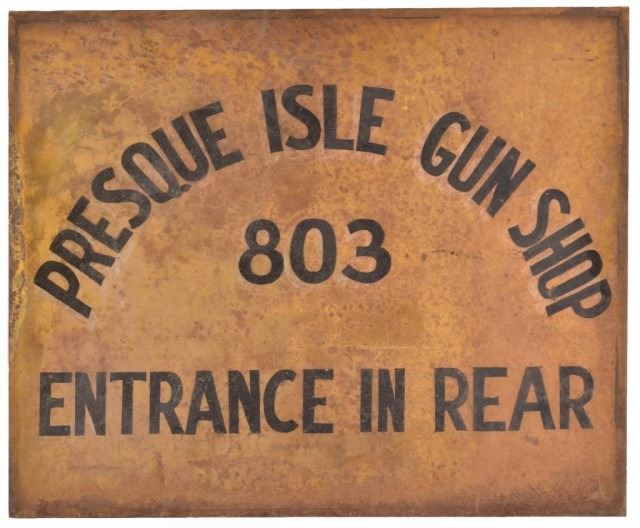 PRESQUE ISLE GUN SHOP
803
ENTRANCE IN REAR